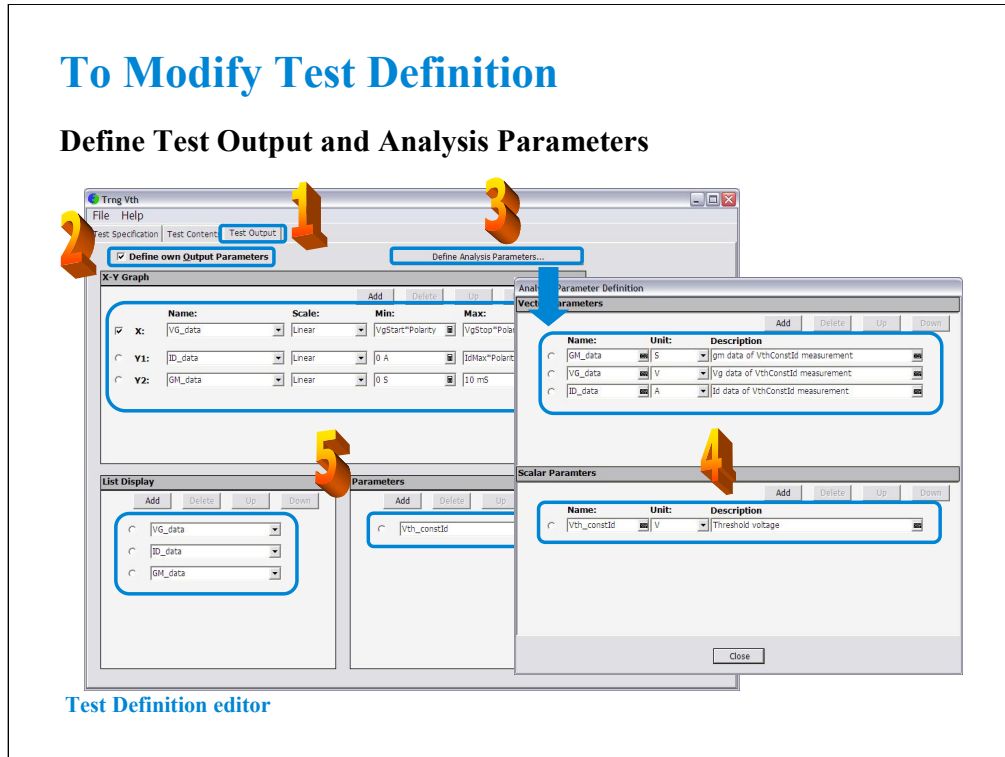 To Modify Test Definition
Define Test Output and Analysis Parameters
1
2
3
4
5
Trng Vth
File Help
Test Specification Test Content Test Output
Define own Output Parameters
Define Analysis Parameters...
X-Y Graph
Add Delete Up
Name: Scale: Min: Max:
X: VG_data Linear VgStart*Polarity VgStop*Polar
Y1: ID_data Linear 0 A IdMax*Polarit
Y2: GM_data Linear 0 S 10 mS
List Display
Add Delete Up Down
VG_data
ID_data
GM_data
Parameters
Add Delete Up
Vth_constId
Parameter Definition
Add Delete Up Down
Name: Unit: Description
GM_data S gm data of VthConstId measurement
VG_data V Vg data of VthConstId measurement
ID_data A Id data of VthConstId measurement
Scalar Paramters
Add Delete Up Down
Name: Unit: Description
Vth_constId V Threshold voltage
Close
Test Definition editor